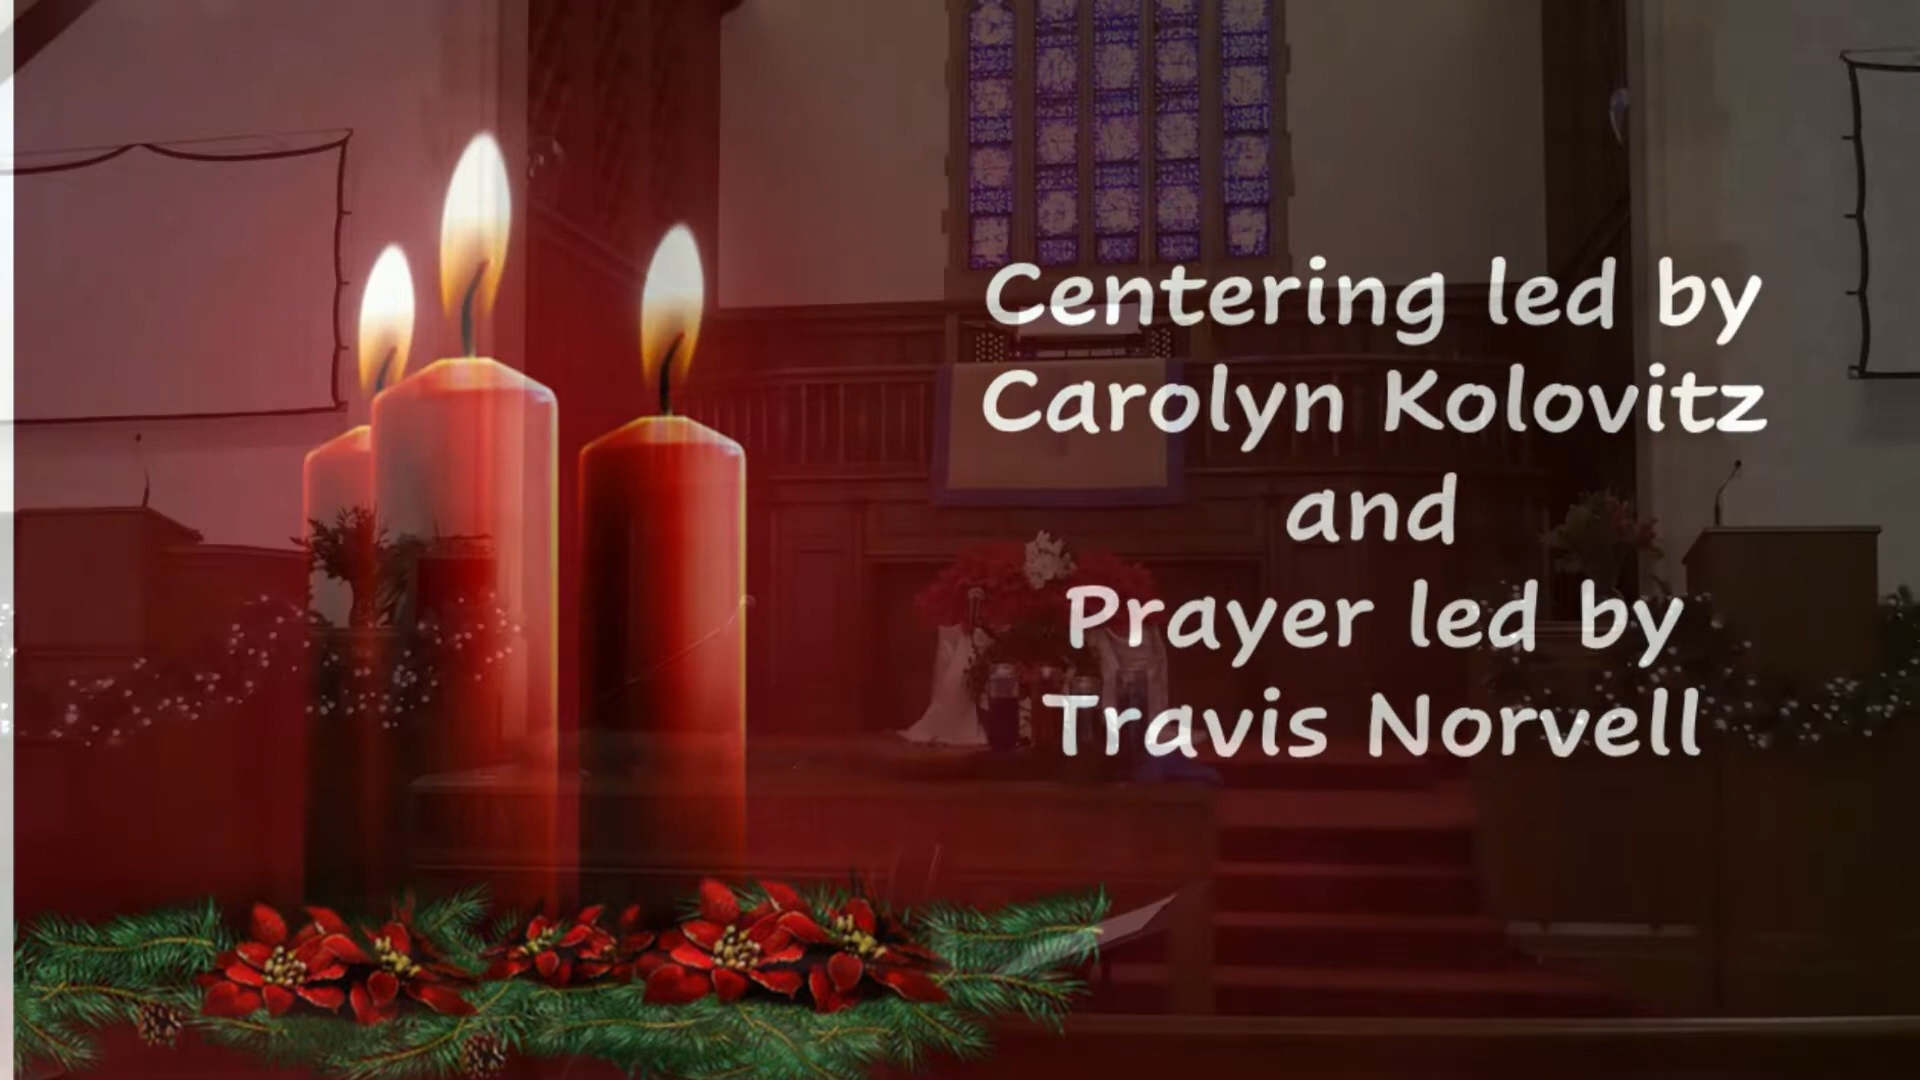 Centering led by
Carolyn Kolovitz
and
Prayer led by
Travis Norvell